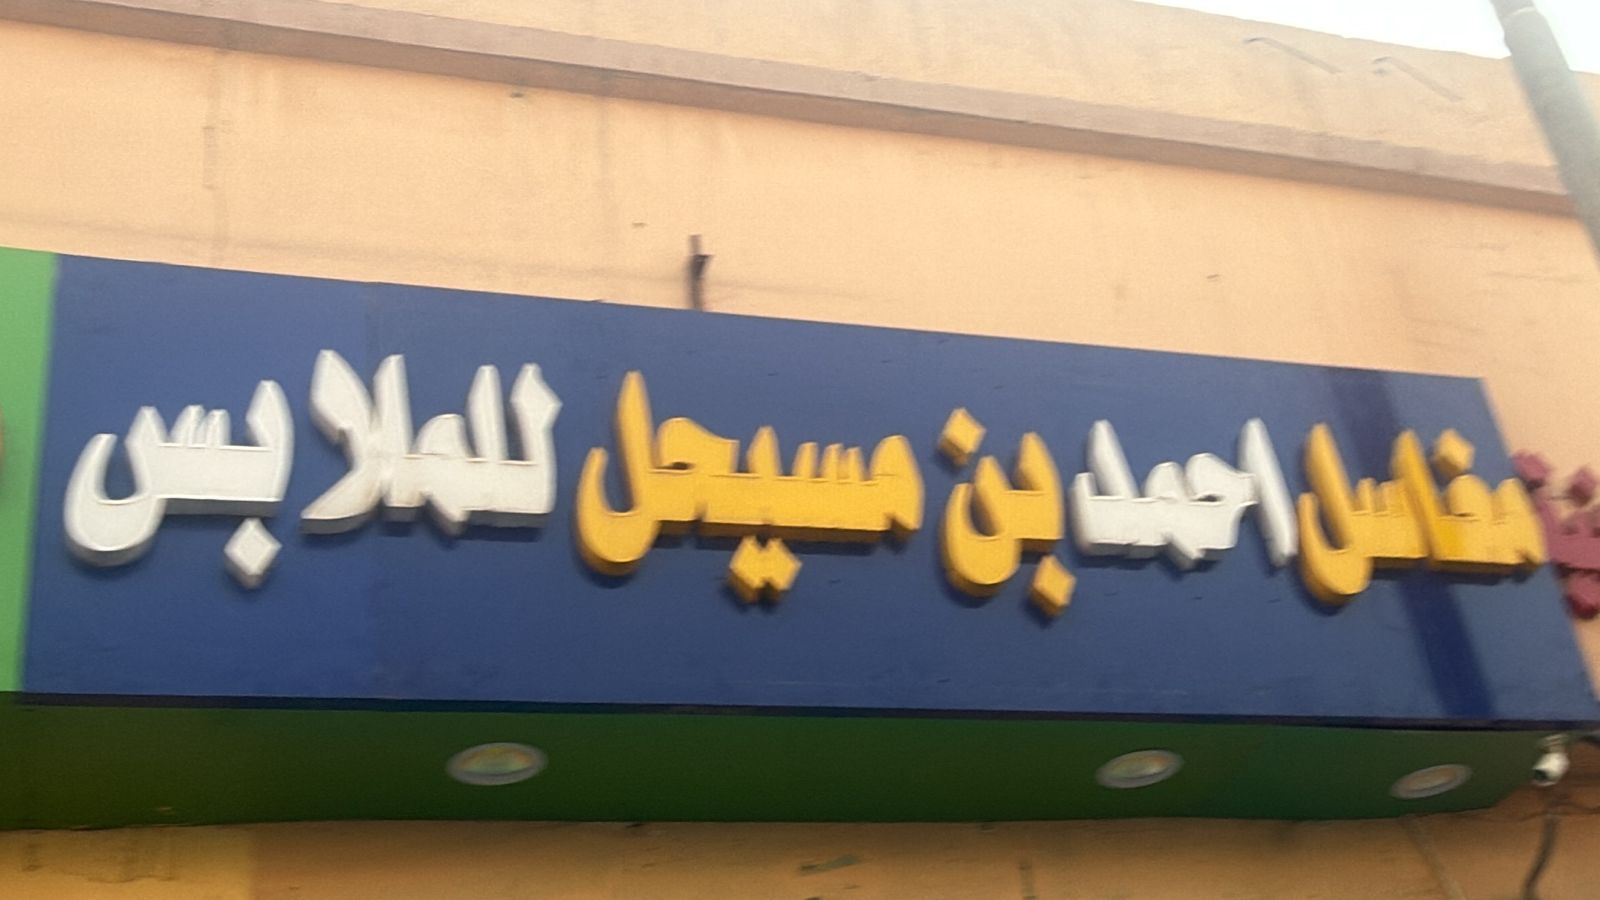 مغاسل احمد بن مسيحل للملابس